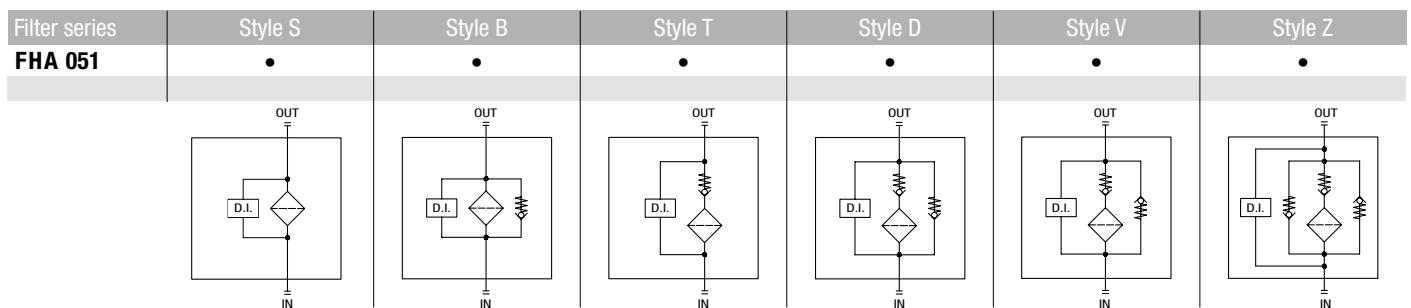 Filter series Style S Style B Style T Style D Style V Style Z
FHA 051 • • • • • •
OUT OUT OUT OUT OUT OUT
D.I. D.I. D.I. D.I. D.I. D.I.
IN IN IN IN IN IN